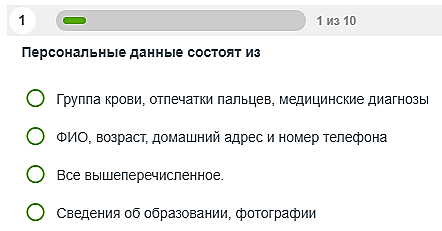 1
1 из 10
Персональные данные состоят из
Группа крови, отпечатки пальцев, медицинские диагнозы
ФИО, возраст, домашний адрес и номер телефона
Все вышеперечисленное.
Сведения об образовании, фотографии